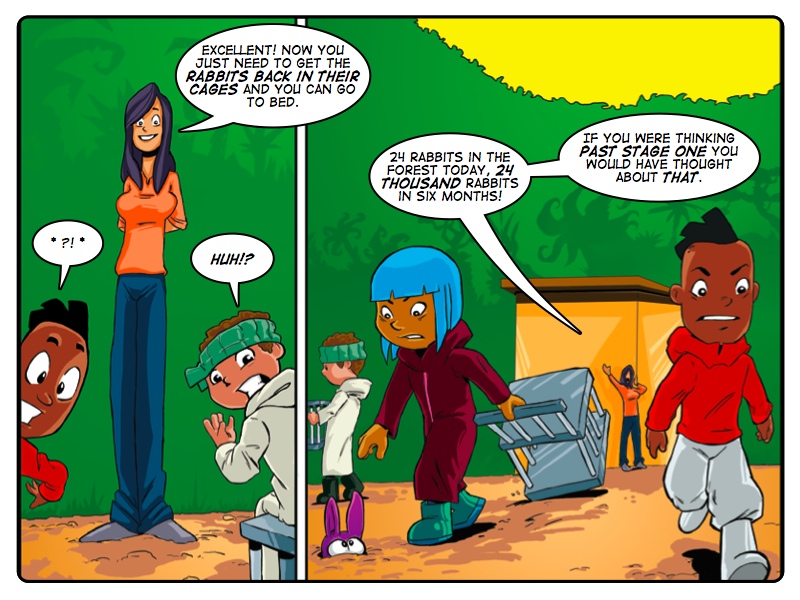 EXCELLENT! NOW YOU
JUST NEED TO GET THE
RABBITS BACK IN THEIR
CAGES AND YOU CAN GO
TO BED.
* ?! *
HUH!?
24 RABBITS IN THE
FOREST TODAY, 24
THOUSAND RABBITS
IN SIX MONTHS!
IF YOU WERE THINKING
PAST STAGE ONE YOU
WOULD HAVE THOUGHT
ABOUT THAT.